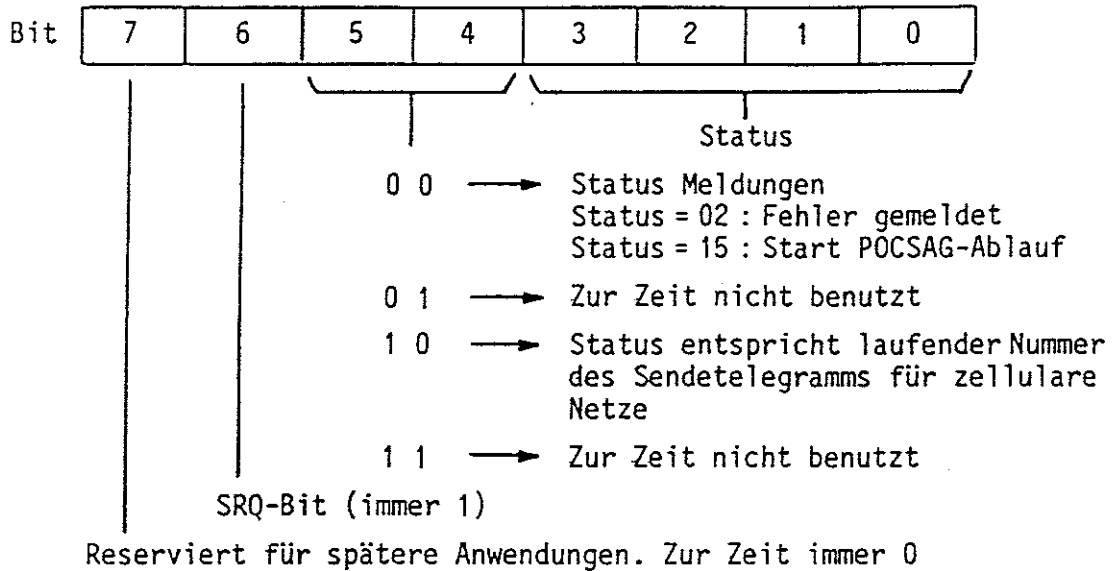 Bit 7 6 5 4 3 2 1 0
Status
0 0 Status Meldungen
Status = 02 : Fehler gemeldet
Status = 15 : Start POCSAG-Ablauf
0 1 Zur Zeit nicht benutzt
1 0 Status entspricht laufender Nummer
des Sendetelegramms für zellulare
Netze
1 1 Zur Zeit nicht benutzt
SRQ-Bit (immer 1)
Reserviert für spätere Anwendungen. Zur Zeit immer 0